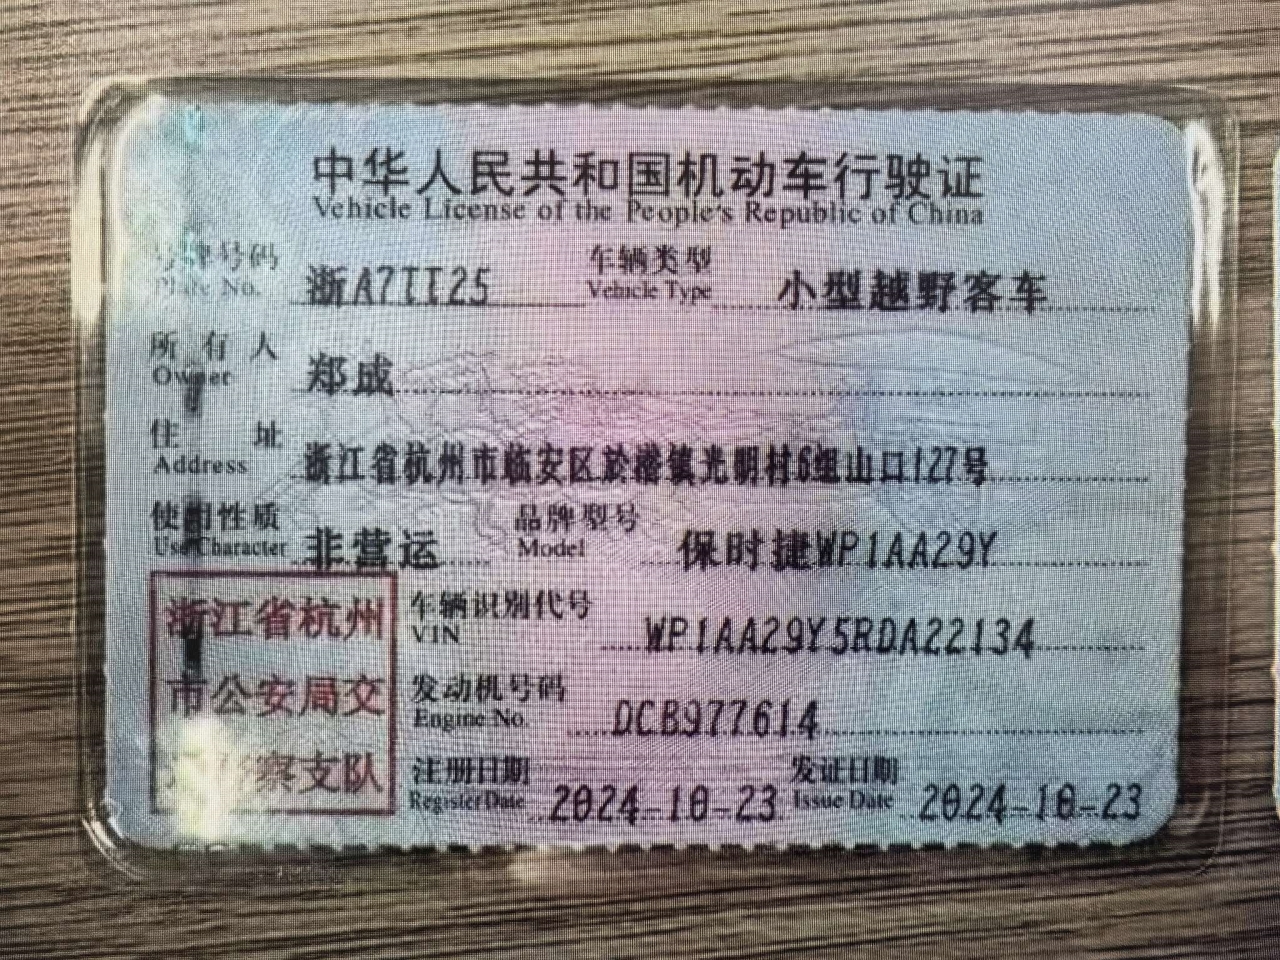 中华人民共和国机动车行驶证
Vehicle License of the People's Republic of China
号牌号码 浙A7TT25 车辆类型 小型越野客车
Plate No. Vehicle Type
所有人 郑成
Owner
住址 浙江省杭州市临安区於潜镇光明村6组山口127号
Address
使用性质 非营运 品牌型号 保时捷WP1AA29Y
Use Character Model
浙江省杭州
市公安局交
警察支队
车辆识别代号 WP1AA29Y5RDA22134
VIN
发动机号码 DCB977614
Engine No.
注册日期 2024-10-23 发证日期 2024-10-23
Register Date Issue Date